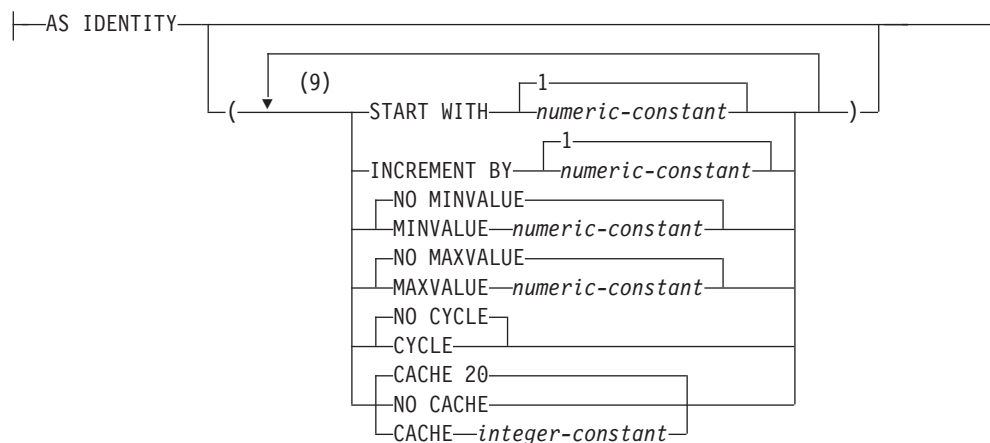 AS IDENTITY
(9)
1
( START WITH numeric-constant )
1
INCREMENT BY numeric-constant
NO MINVALUE
MINVALUE numeric-constant
NO MAXVALUE
MAXVALUE numeric-constant
NO CYCLE
CYCLE
CACHE 20
NO CACHE
CACHE integer-constant